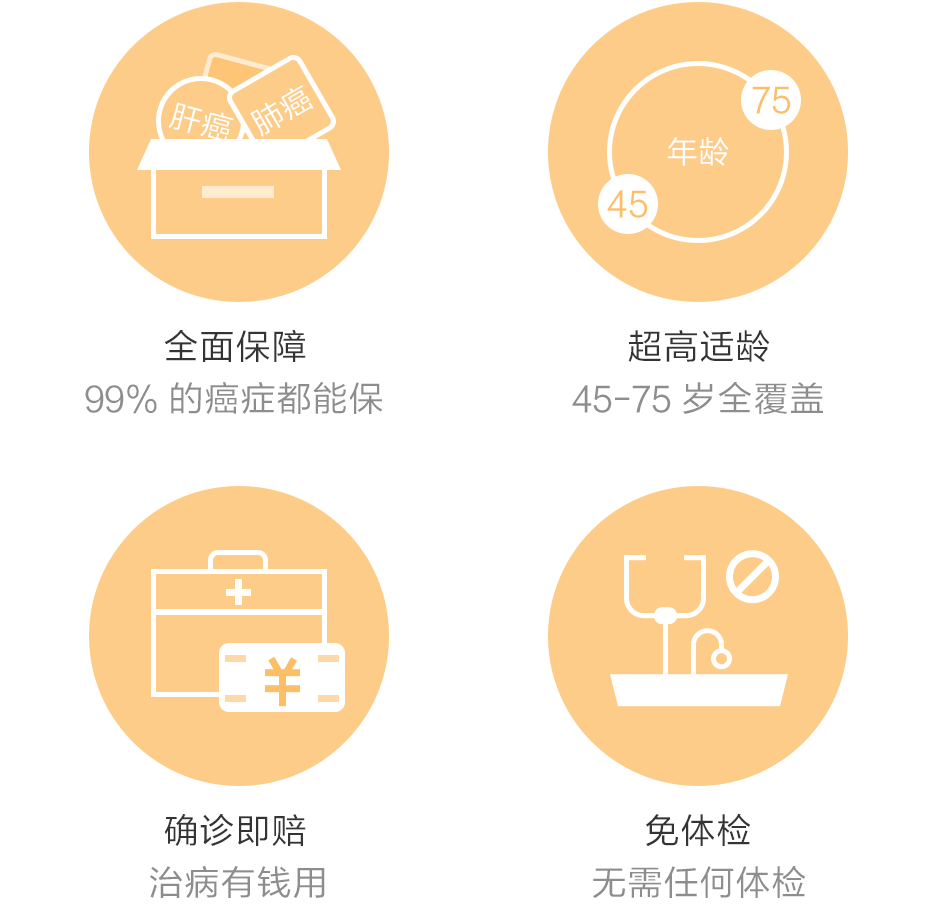 肝癌
肺癌
75
年龄
45
全面保障
99% 的癌症都能保
超高适龄
45-75 岁全覆盖
¥
确诊即赔
治病有钱用
免体检
无需任何体检